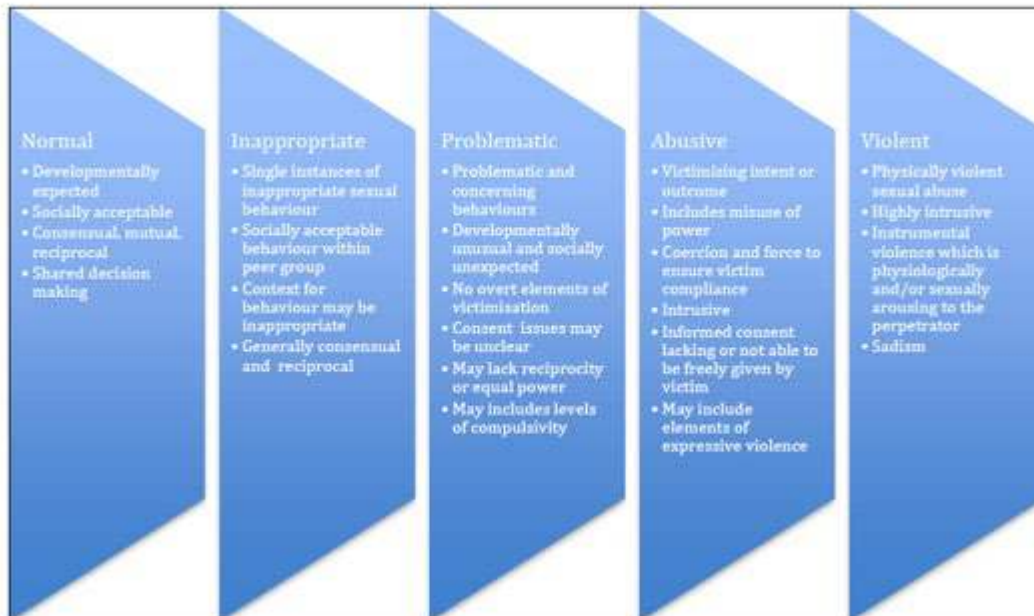 Normal
• Developmentally
expected
• Socially acceptable
• Consensual, mutual,
reciprocal
• Shared decision
making
Inappropriate
• Single instances of
inappropriate sexual
behaviour
• Socially acceptable
behaviour within
peer group
• Context for
behaviour may be
inappropriate
• Generally consensual
and reciprocal
Problematic
• Problematic and
concerning
behaviours
• Developmentally
unusual and socially
unexpected
• No overt elements of
victimisation
• Consent issues may
be unclear
• May lack reciprocity
or equal power
• May includes levels
of compulsivity
Abusive
• Victimising intent or
outcome
• Includes misuse of
power
• Coercion and force to
ensure victim
compliance
• Intrusive
• Informed consent
lacking or not able to
be freely given by
victim
• May include
elements of
expressive violence
Violent
• Physically violent
sexual abuse
• Highly intrusive
• Instrumental
violence which is
physiologically
and/or sexually
arousing to the
perpetrator
• Sadism